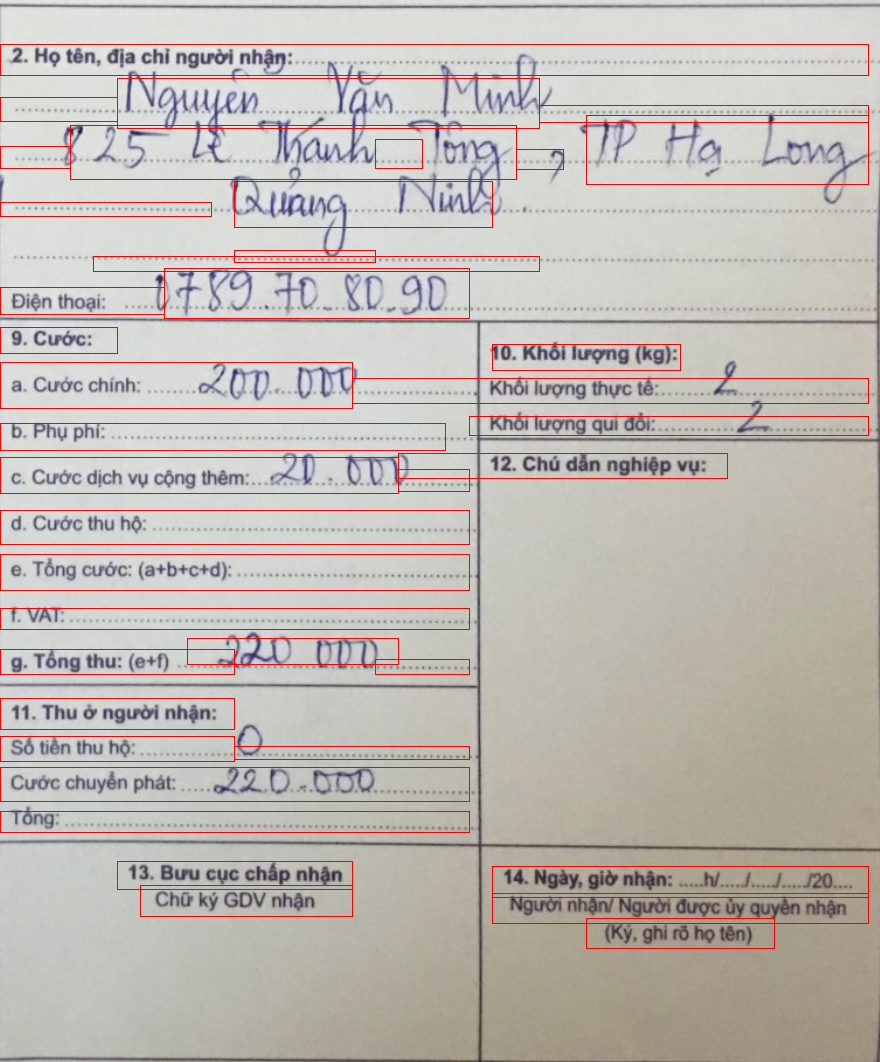 2. Họ tên, địa chỉ người nhận:
Nguyễn Văn Minh
825 Lê Thánh Tông, TP Hạ Long
Quảng Ninh.
Điện thoại: 0789.70.80.90
9. Cước:
a. Cước chính: 200.000
b. Phụ phí:
c. Cước dịch vụ cộng thêm: 20.000
d. Cước thu hộ:
e. Tổng cước: (a+b+c+d):
f. VAT:
g. Tổng thu: (e+f) 220 000
10. Khối lượng (kg):
Khối lượng thực tế: 2
Khối lượng qui đổi: 2
12. Chú dẫn nghiệp vụ:
11. Thu ở người nhận:
Số tiền thu hộ: 0
Cước chuyển phát: 220.000
Tổng:
13. Bưu cục chấp nhận
Chữ ký GDV nhận
14. Ngày, giờ nhận: .....h/...../...../...../20....
Người nhận/ Người được ủy quyền nhận
(Ký, ghi rõ họ tên)